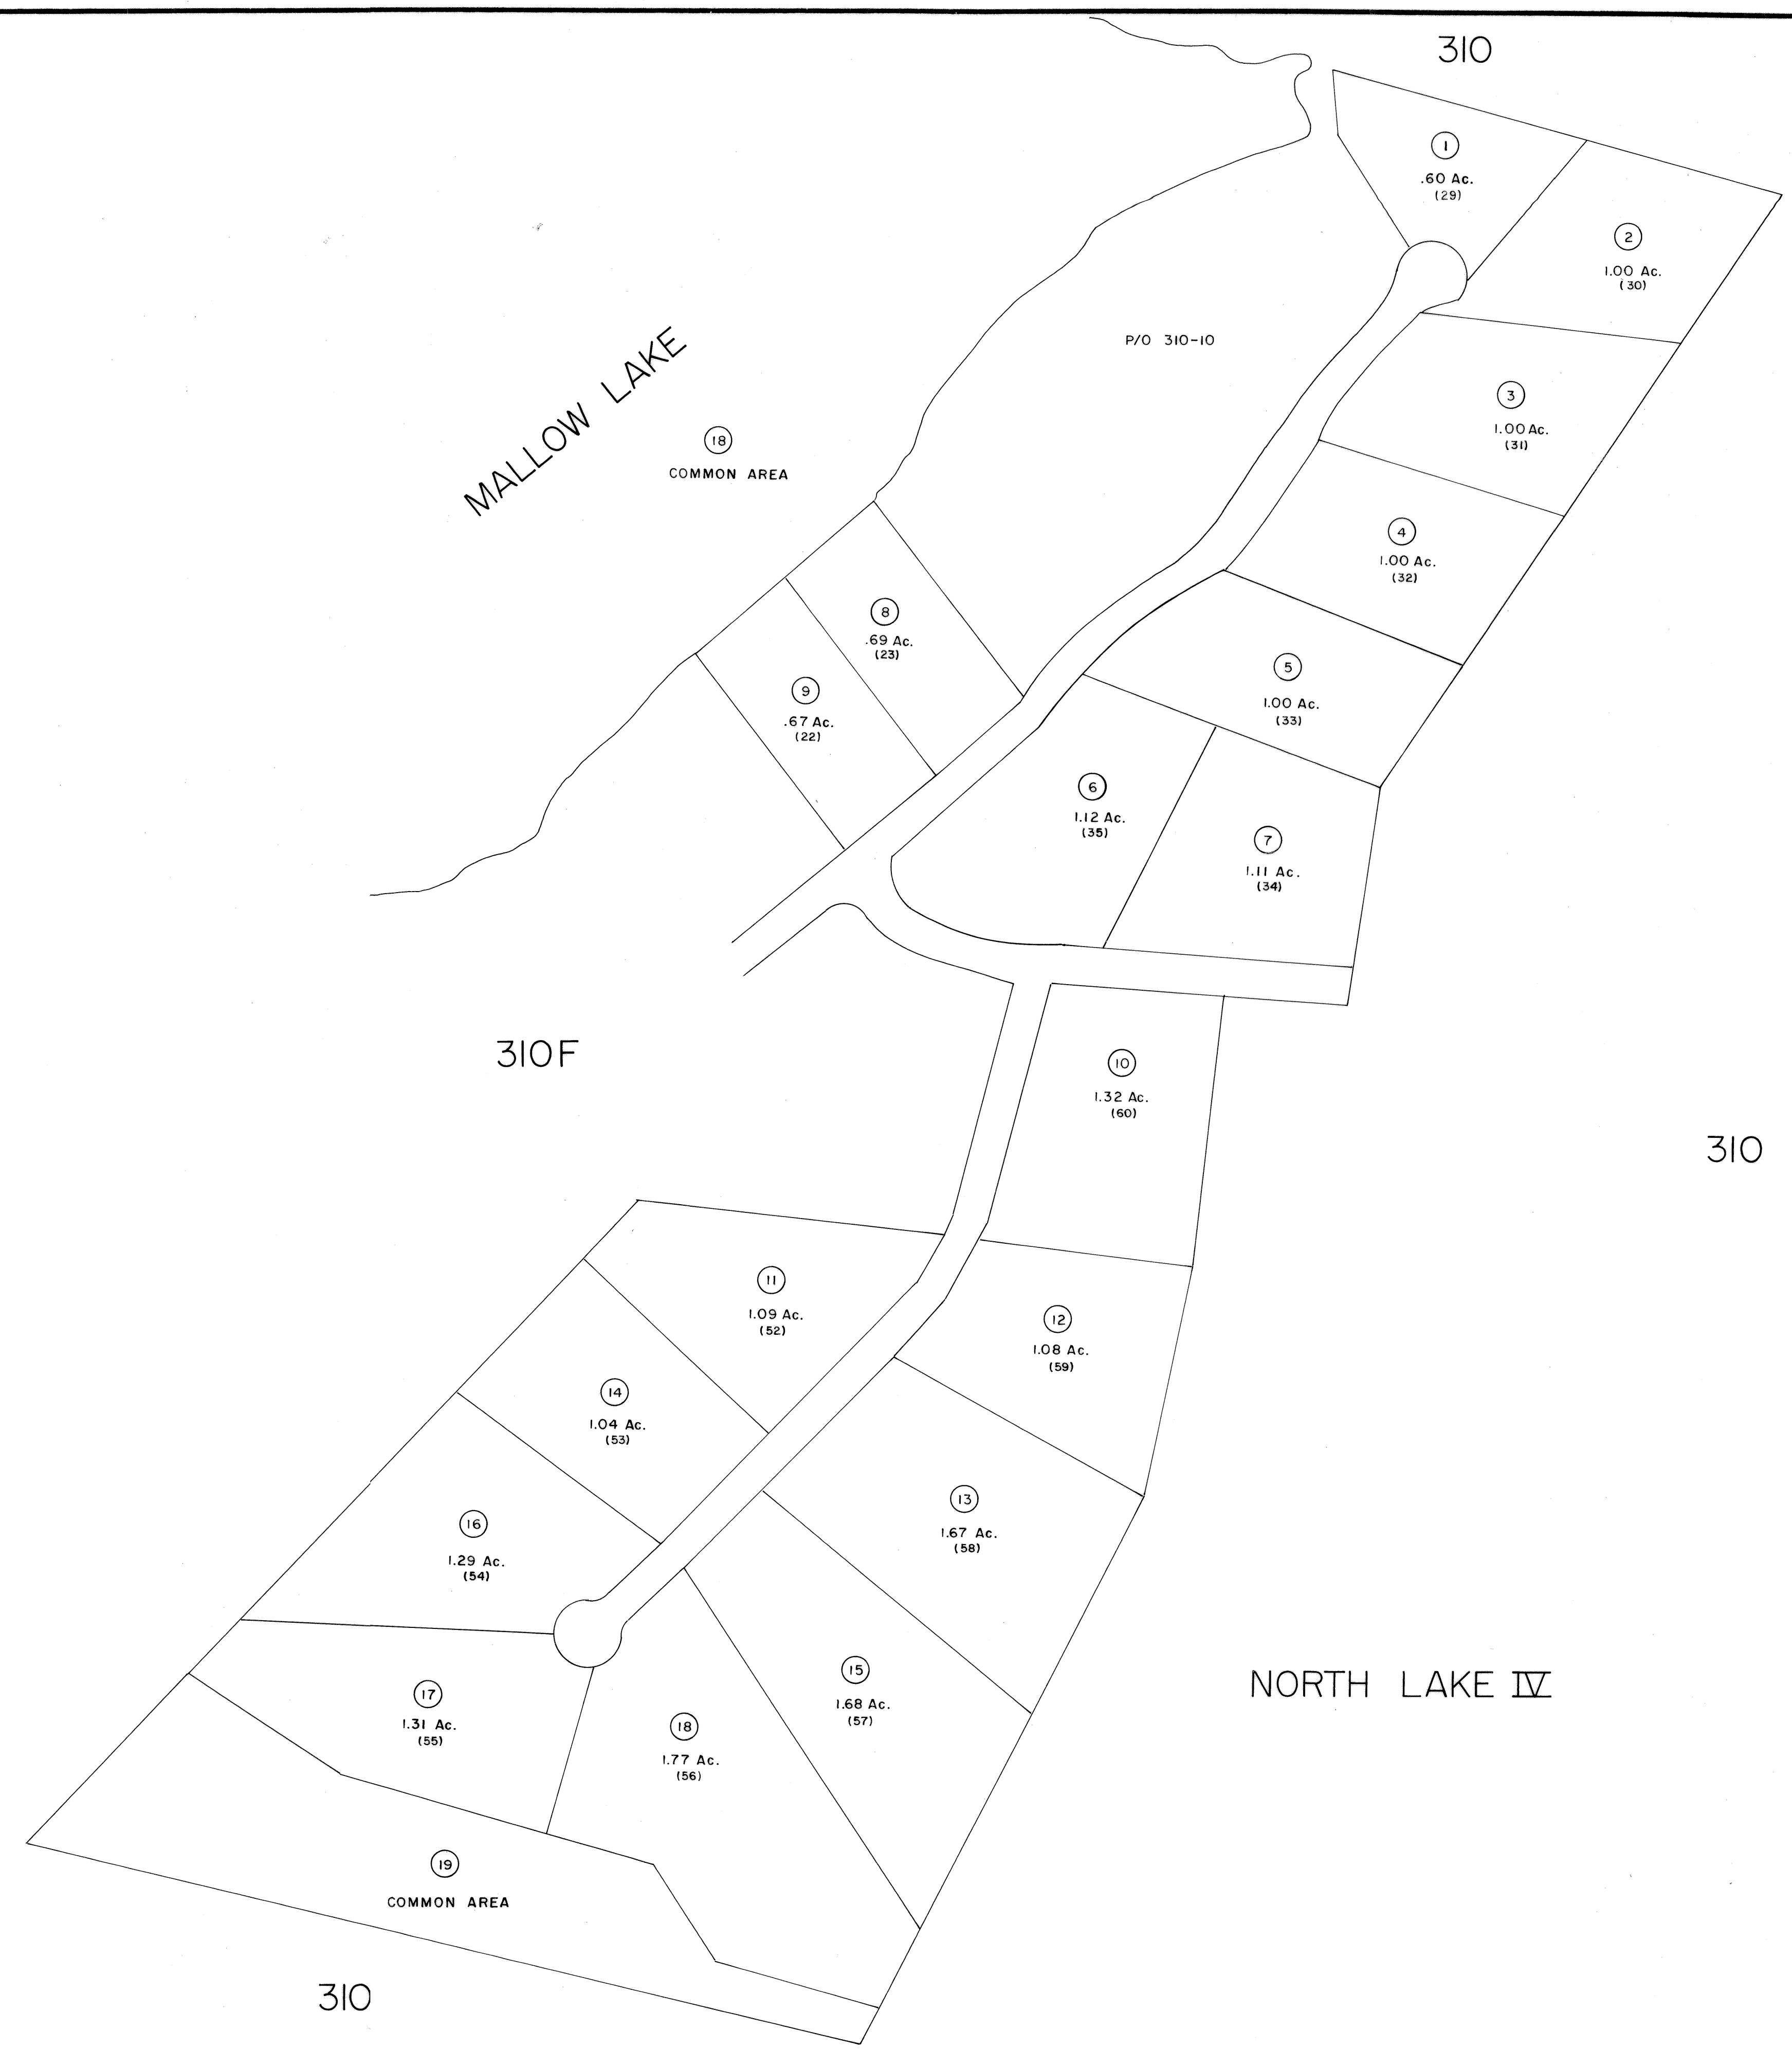 310
1
.60 Ac.
(29)
2
1.00 Ac.
(30)
P/O 310-10
3
1.00 Ac.
(31)
MALLOW LAKE
18
COMMON AREA
4
1.00 Ac.
(32)
8
.69 Ac.
(23)
5
1.00 Ac.
(33)
9
.67 Ac.
(22)
6
1.12 Ac.
(35)
7
1.11 Ac.
(34)
310F
10
1.32 Ac.
(60)
310
11
1.09 Ac.
(52)
12
1.08 Ac.
(59)
14
1.04 Ac.
(53)
13
1.67 Ac.
(58)
16
1.29 Ac.
(54)
15
1.68 Ac.
(57)
NORTH LAKE IV
17
1.31 Ac.
(55)
18
1.77 Ac.
(56)
19
COMMON AREA
310